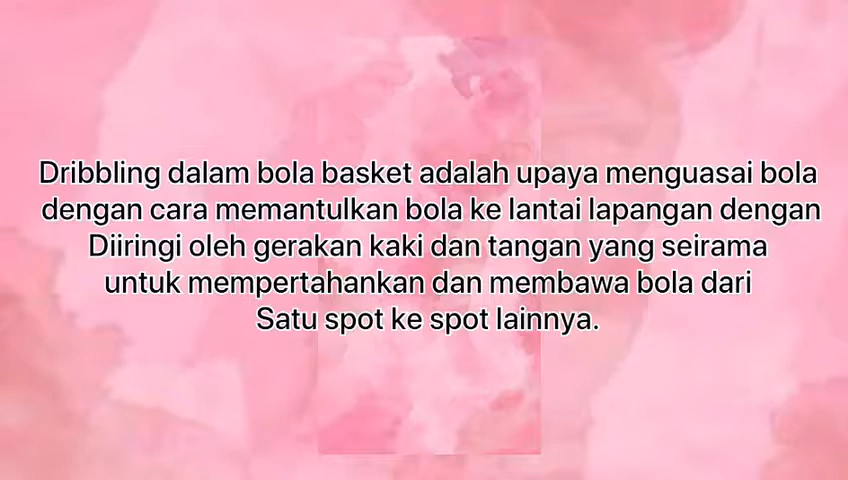 Dribbling dalam bola basket adalah upaya menguasai bola
dengan cara memantulkan bola ke lantai lapangan dengan
Diiringi oleh gerakan kaki dan tangan yang seirama
untuk mempertahankan dan membawa bola dari
Satu spot ke spot lainnya.